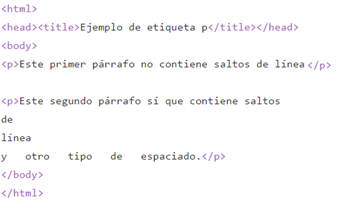 <html>
<head><title>Ejemplo de etiqueta p</title></head>
<body>
<p>Este primer párrafo no contiene saltos de línea</p>

<p>Este segundo párrafo sí que contiene saltos
de
línea
y   otro   tipo   de   espaciado.</p>
</body>
</html>